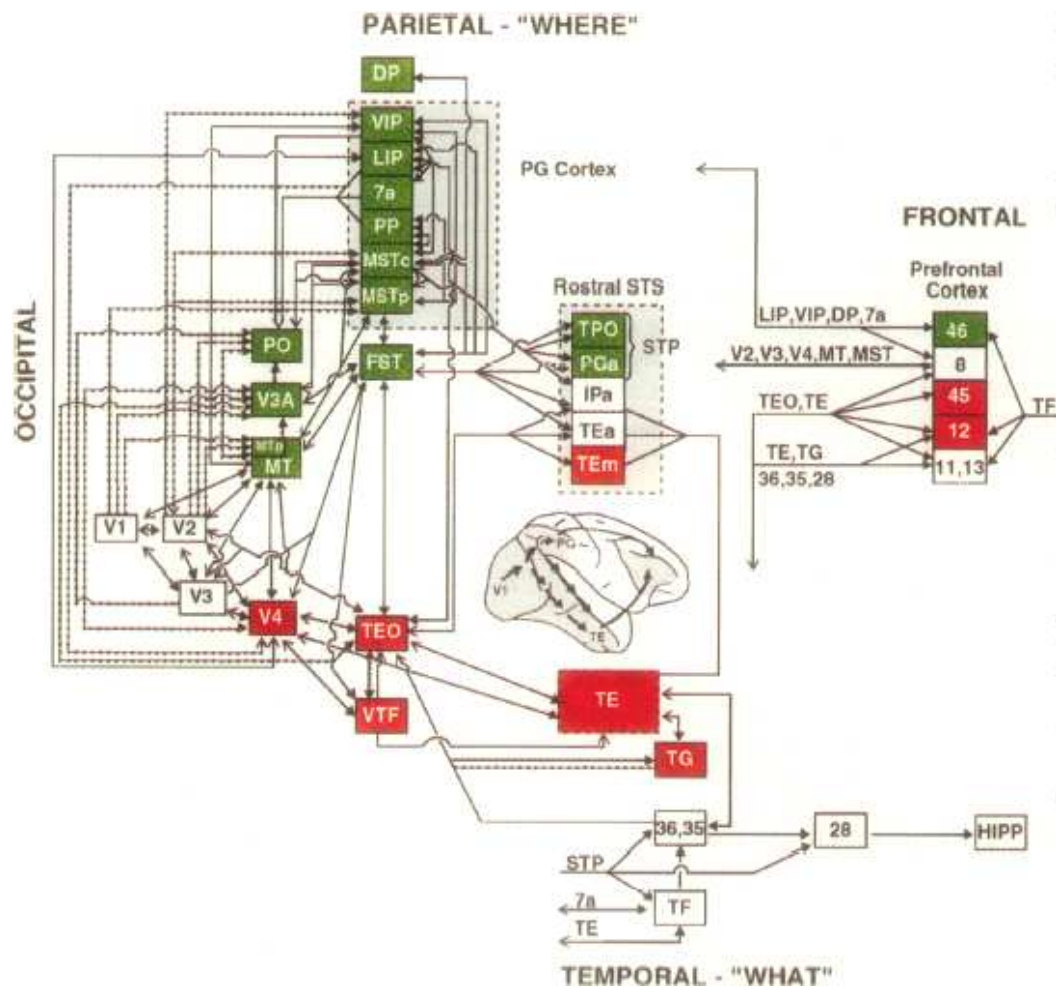 PARIETAL - "WHERE"
DP
VIP
LIP
7a
PP
MSTc
MSTp
PG Cortex
FRONTAL
Prefrontal
Cortex
46
8
45
12
11,13
LIP,VIP,DP,7a
V2,V3,V4,MT,MST
TEO,TE
TE,TG
36,35,28
TF
Rostral STS
TPO
PGa
STP
IPa
TEa
TEm
OCCIPITAL
PO
FST
V3A
MTp
MT
V1
V2
V3
V4
TEO
VTF
V1
PG
TE
TE
TG
36,35
28
HIPP
STP
7a
TF
TE
TEMPORAL - "WHAT"